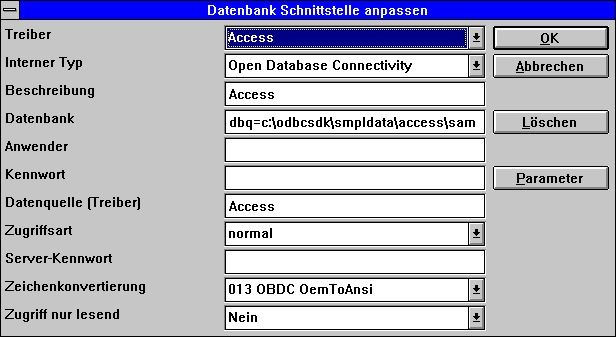 Datenbank Schnittstelle anpassen
Treiber Access OK
Interner Typ Open Database Connectivity Abbrechen
Beschreibung Access
Datenbank dbq=c:\odbcsdk\smpldata\access\sam Löschen
Anwender
Kennwort Parameter
Datenquelle (Treiber) Access
Zugriffsart normal
Server-Kennwort
Zeichenkonvertierung 013 OBDC OemToAnsi
Zugriff nur lesend Nein